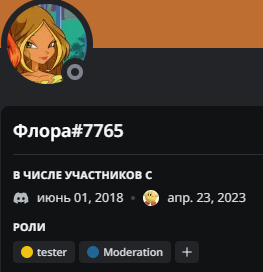 Флора#7765
В ЧИСЛЕ УЧАСТНИКОВ С
июнь 01, 2018 • апр. 23, 2023
РОЛИ
tester Moderation +